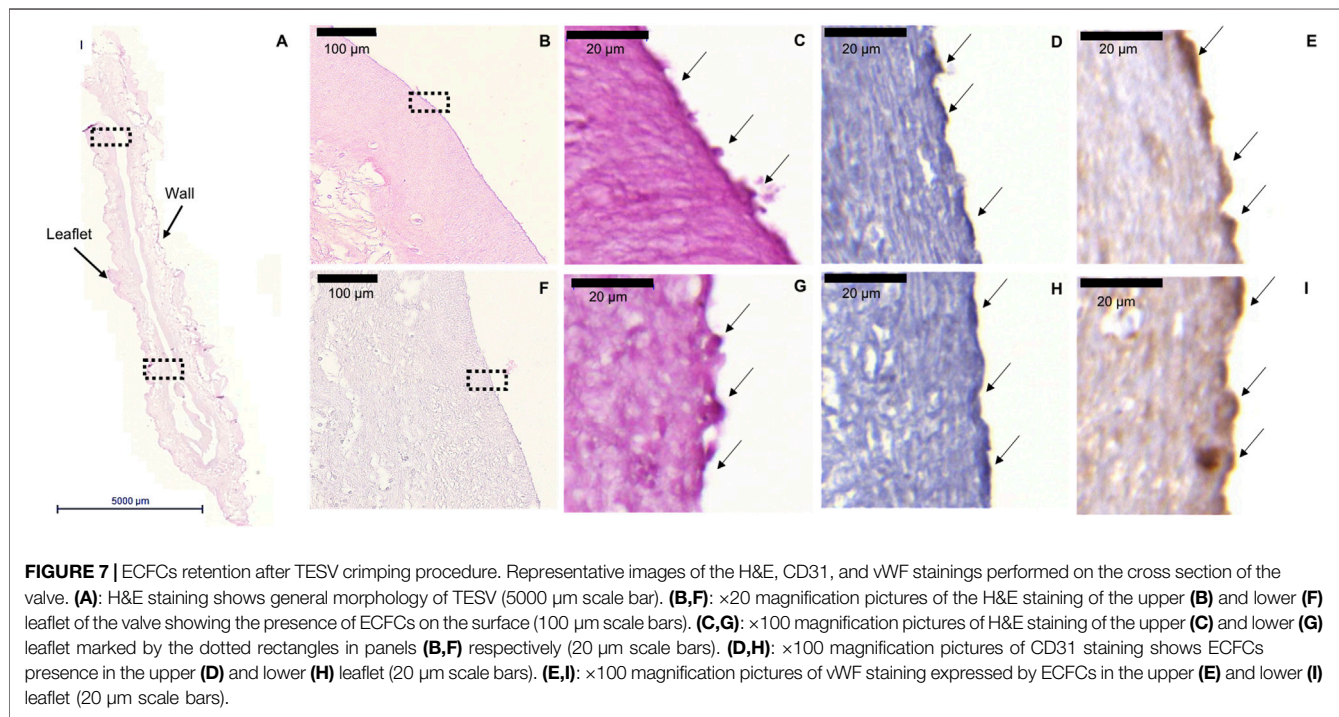 A
B
C
D
E
100 µm
20 µm
20 µm
20 µm
Wall
Leaflet
F
G
H
I
100 µm
20 µm
20 µm
20 µm
5000 µm
FIGURE 7 | ECFCs retention after TESV crimping procedure. Representative images of the H&E, CD31, and vWF stainings performed on the cross section of the
valve. (A): H&E staining shows general morphology of TESV (5000 µm scale bar). (B,F): ×20 magnification pictures of the H&E staining of the upper (B) and lower (F)
leaflet of the valve showing the presence of ECFCs on the surface (100 µm scale bars). (C,G): ×100 magnification pictures of H&E staining of the upper (C) and lower (G)
leaflet marked by the dotted rectangles in panels (B,F) respectively (20 µm scale bars). (D,H): ×100 magnification pictures of CD31 staining shows ECFCs
presence in the upper (D) and lower (H) leaflet (20 µm scale bars). (E,I): ×100 magnification pictures of vWF staining expressed by ECFCs in the upper (E) and lower (I)
leaflet (20 µm scale bars).